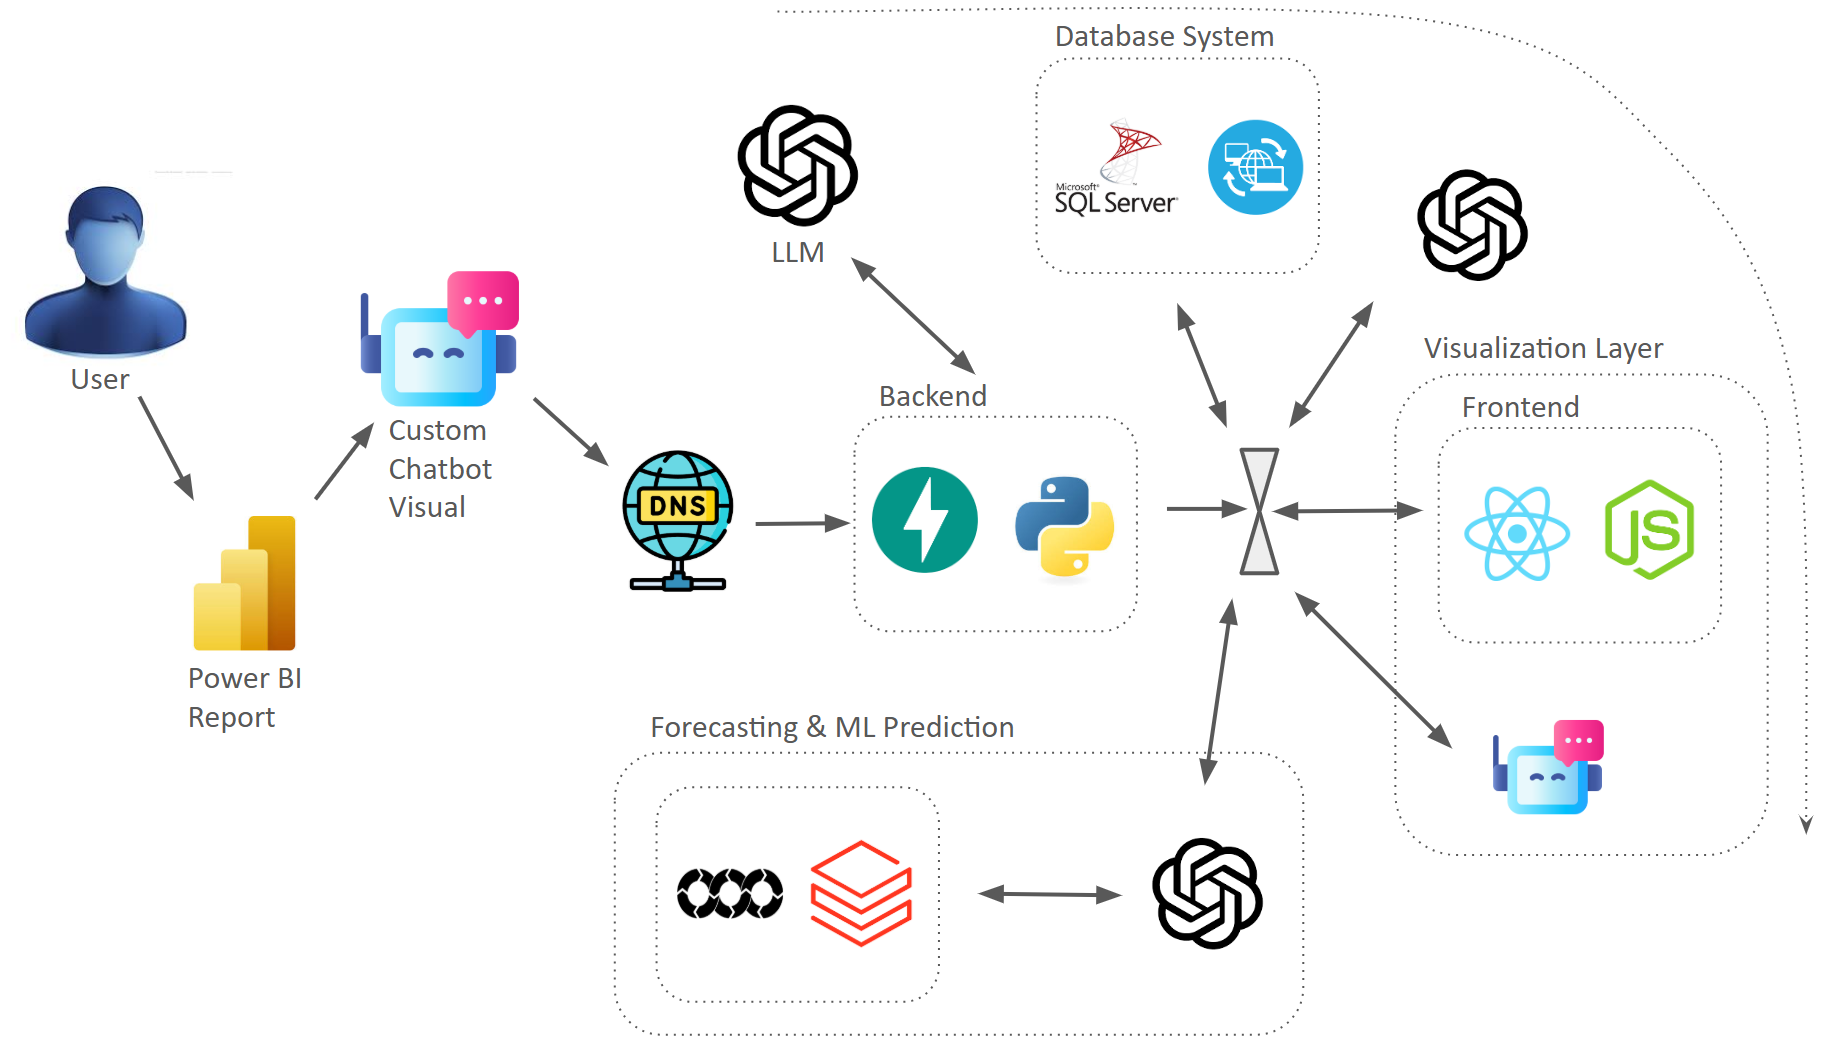 Database System
Microsoft®
SQL Server®
LLM
User
Custom
Chatbot
Visual
DNS
Backend
Visualization Layer
Frontend
JS
Power BI
Report
Forecasting & ML Prediction